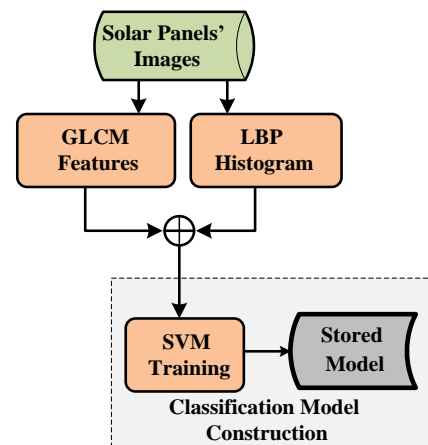 Solar Panels'
Images
GLCM
Features
LBP
Histogram
SVM
Training
Stored
Model
Classification Model
Construction